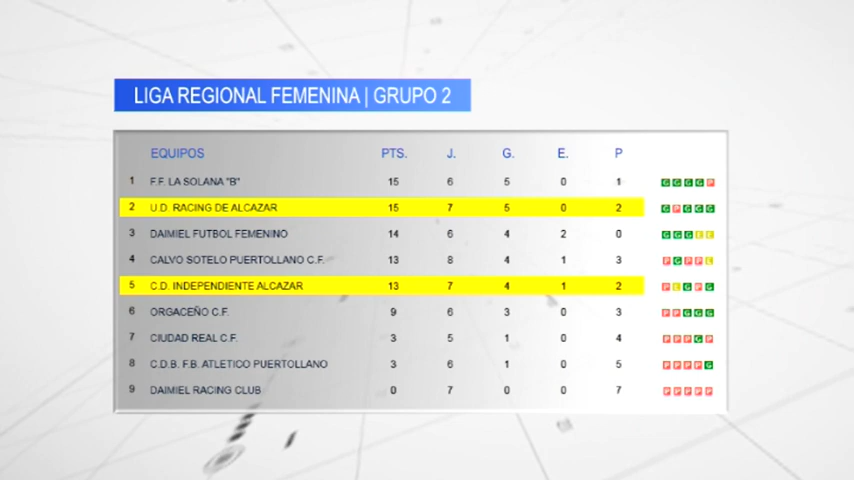 LIGA REGIONAL FEMENINA | GRUPO 2
EQUIPOS PTS. J. G. E. P
1 F.F. LA SOLANA "B" 15 6 5 0 1 G G G G P
2 U.D. RACING DE ALCAZAR 15 7 5 0 2 G P G G G
3 DAIMIEL FUTBOL FEMENINO 14 6 4 2 0 G G G E E
4 CALVO SOTELO PUERTOLLANO C.F. 13 8 4 1 3 P G P P E
5 C.D. INDEPENDIENTE ALCAZAR 13 7 4 1 2 P E G P G
6 ORGACEÑO C.F. 9 6 3 0 3 P P G G G
7 CIUDAD REAL C.F. 3 5 1 0 4 P P P G P
8 C.D.B. F.B. ATLETICO PUERTOLLANO 3 6 1 0 5 P P P P G
9 DAIMIEL RACING CLUB 0 7 0 0 7 P P P P P